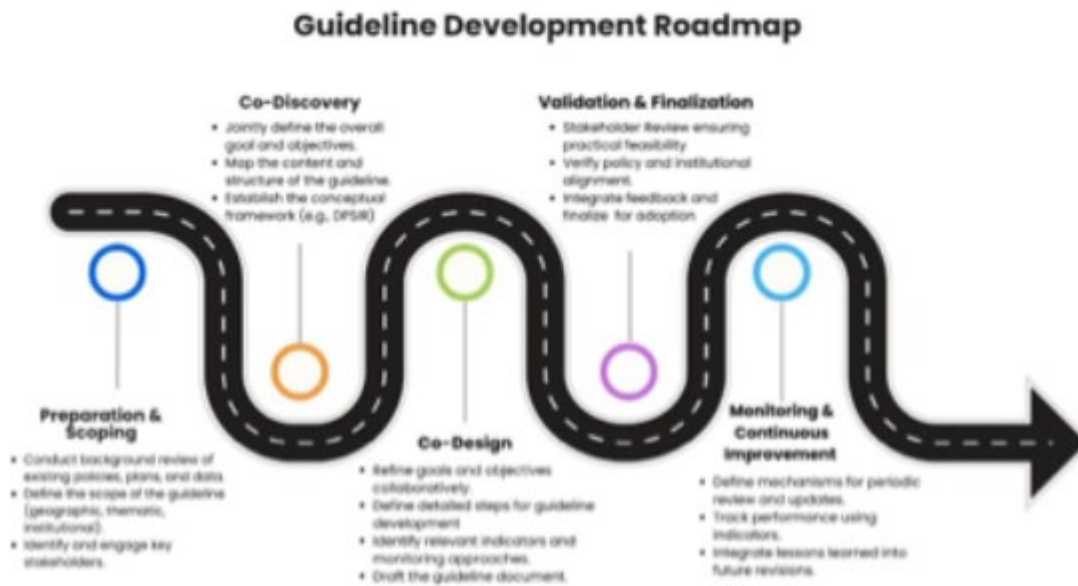 Guideline Development Roadmap
Co-Discovery
• Jointly define the overall
goal and objectives.
• Map the content and
structure of the guideline.
• Establish the conceptual
framework (e.g., DPSIR)
Validation & Finalization
• Stakeholder Review ensuring
practical feasibility
• Verify policy and institutional
alignment.
• Integrate feedback and
finalize for adoption
Preparation &
Scoping
• Conduct background review of
existing policies, plans, and data.
• Define the scope of the guideline
(geographic, thematic,
institutional).
• Identify and engage key
stakeholders.
Co-Design
• Refine goals and objectives
collaboratively.
• Define detailed steps for guideline
development
• Identify relevant indicators and
monitoring approaches.
• Draft the guideline document.
Monitoring &
Continuous
Improvement
• Define mechanisms for periodic
review and updates.
• Track performance using
indicators.
• Integrate lessons learned into
future revisions.